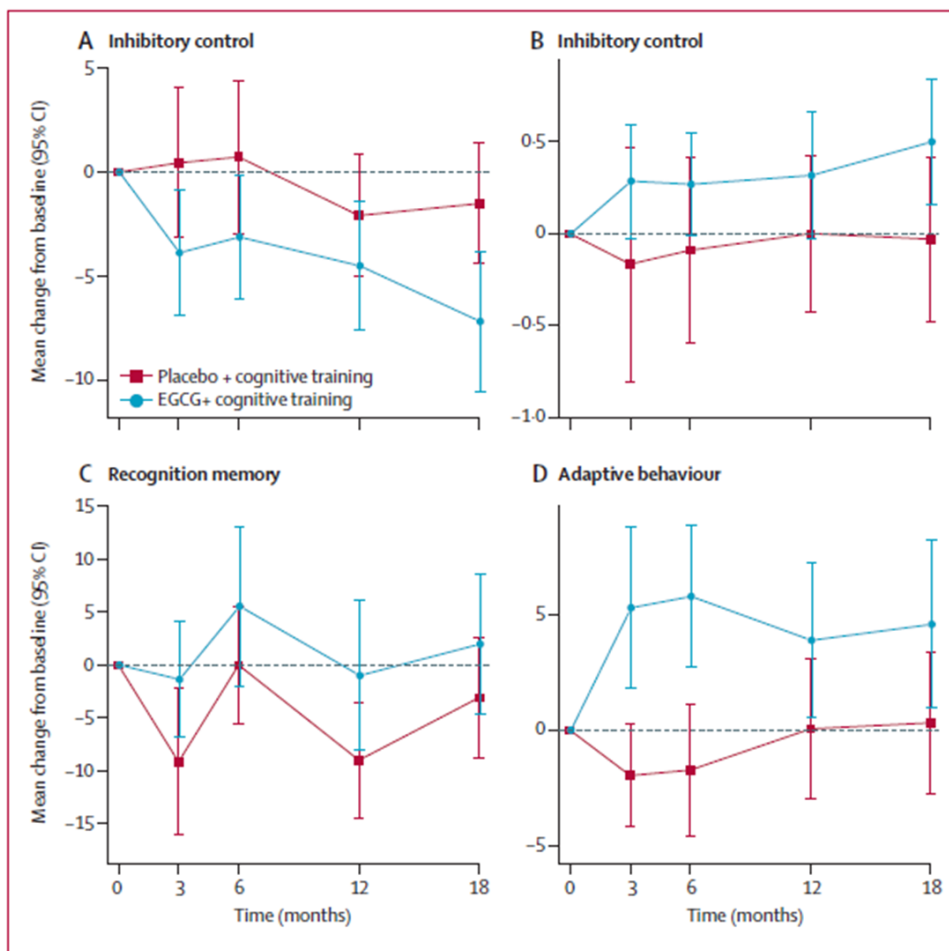 A Inhibitory control
B Inhibitory control
Mean change from baseline (95% CI)
5
0
−5
−10
Placebo + cognitive training
EGCG+ cognitive training
0·5
0
−0·5
−1·0
C Recognition memory
D Adaptive behaviour
Mean change from baseline (95% CI)
15
10
5
0
−5
−10
−15
5
0
−5
0 3 6 12 18
0 3 6 12 18
Time (months)
Time (months)